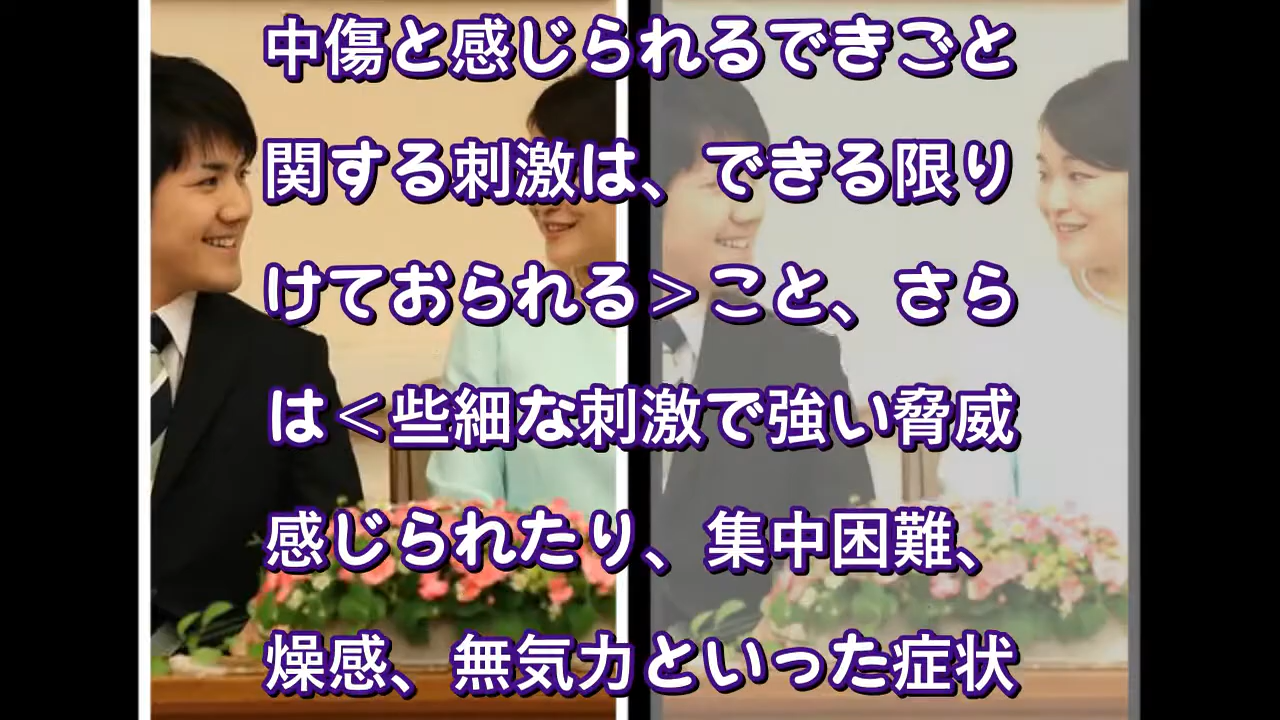 中傷と感じられるできごと
関する刺激は、できる限り
けておられる＞こと、さら
は＜些細な刺激で強い脅威
感じられたり、集中困難、
燥感、無気力といった症状